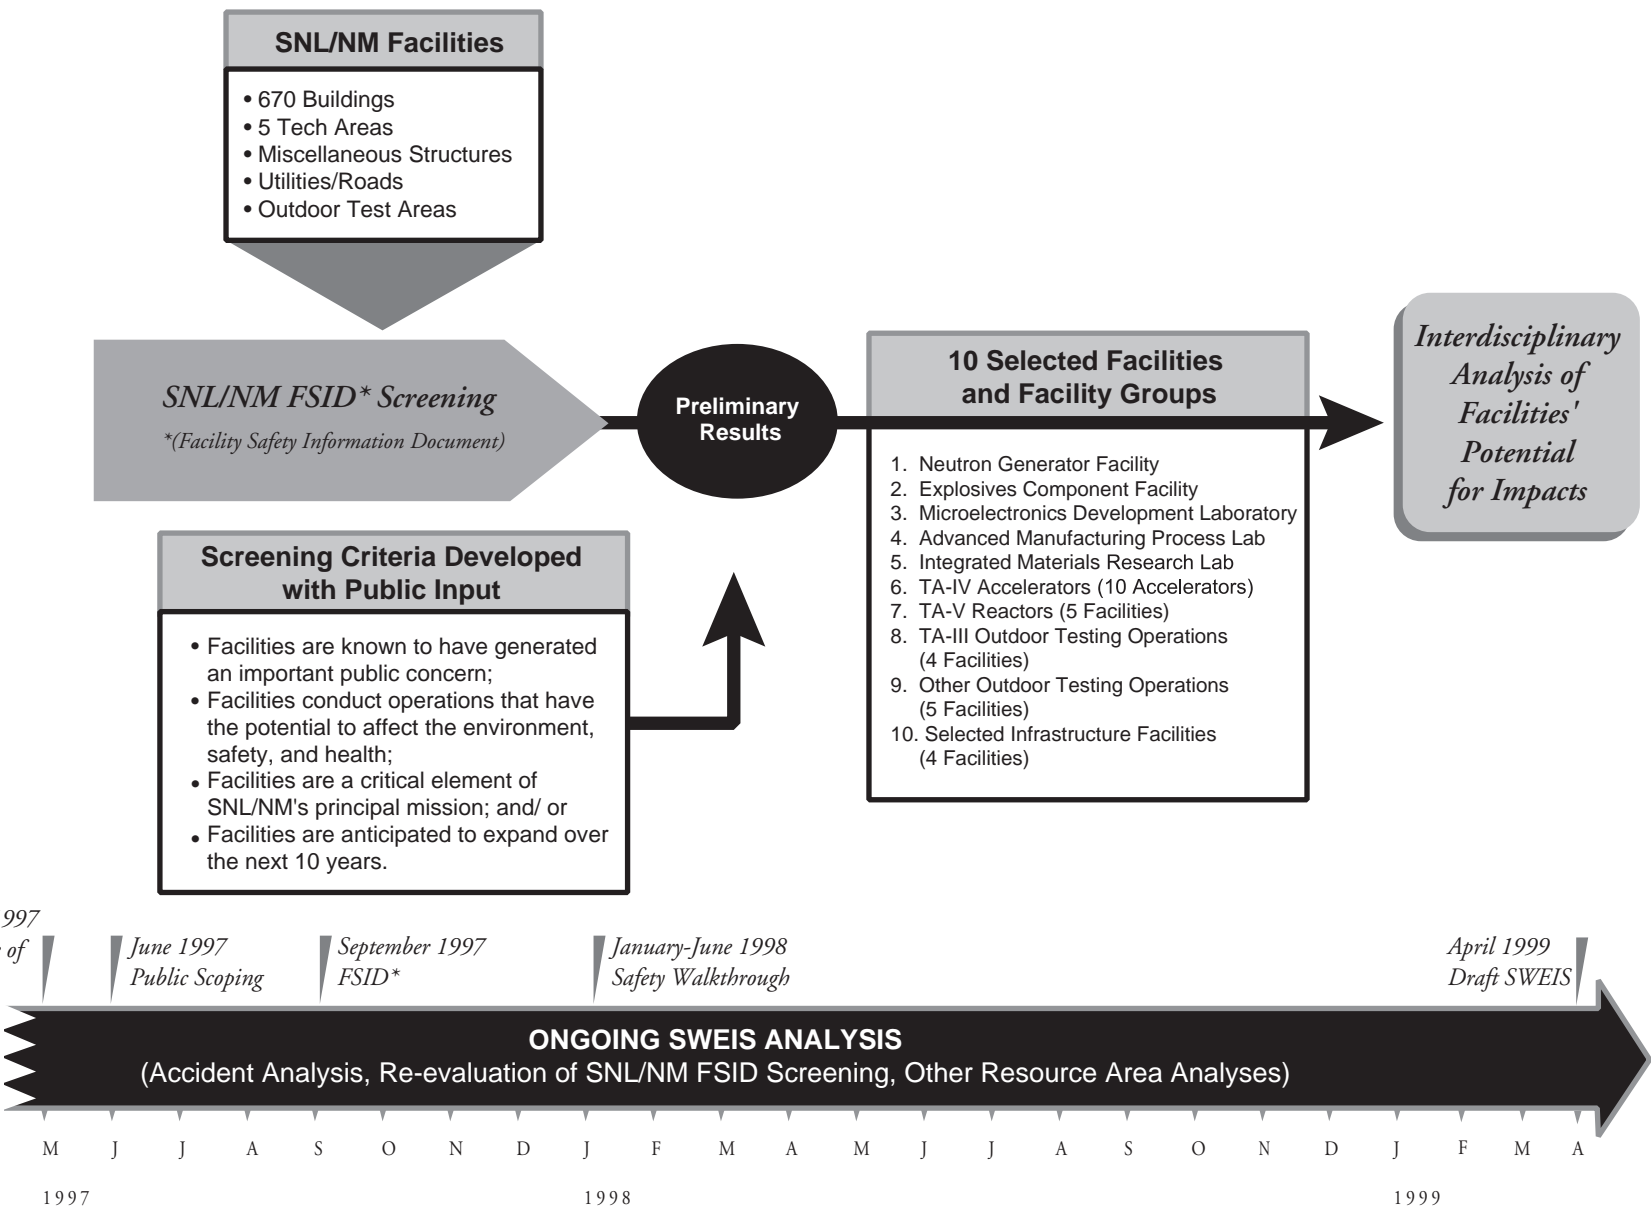 SNL/NM Facilities
• 670 Buildings
• 5 Tech Areas
• Miscellaneous Structures
• Utilities/Roads
• Outdoor Test Areas
SNL/NM FSID* Screening
*(Facility Safety Information Document)
Preliminary
Results
10 Selected Facilities
and Facility Groups
1. Neutron Generator Facility
2. Explosives Component Facility
3. Microelectronics Development Laboratory
4. Advanced Manufacturing Process Lab
5. Integrated Materials Research Lab
6. TA-IV Accelerators (10 Accelerators)
7. TA-V Reactors (5 Facilities)
8. TA-III Outdoor Testing Operations
(4 Facilities)
9. Other Outdoor Testing Operations
(5 Facilities)
10. Selected Infrastructure Facilities
(4 Facilities)
Interdisciplinary
Analysis of
Facilities'
Potential
for Impacts
Screening Criteria Developed
with Public Input
• Facilities are known to have generated
an important public concern;
• Facilities conduct operations that have
the potential to affect the environment,
safety, and health;
• Facilities are a critical element of
SNL/NM's principal mission; and/ or
• Facilities are anticipated to expand over
the next 10 years.
997
of
June 1997
Public Scoping
September 1997
FSID*
January-June 1998
Safety Walkthrough
April 1999
Draft SWEIS
ONGOING SWEIS ANALYSIS
(Accident Analysis, Re-evaluation of SNL/NM FSID Screening, Other Resource Area Analyses)
M J J A S O N D J F M A M J J A S O N D J F M A
1997 1998 1999